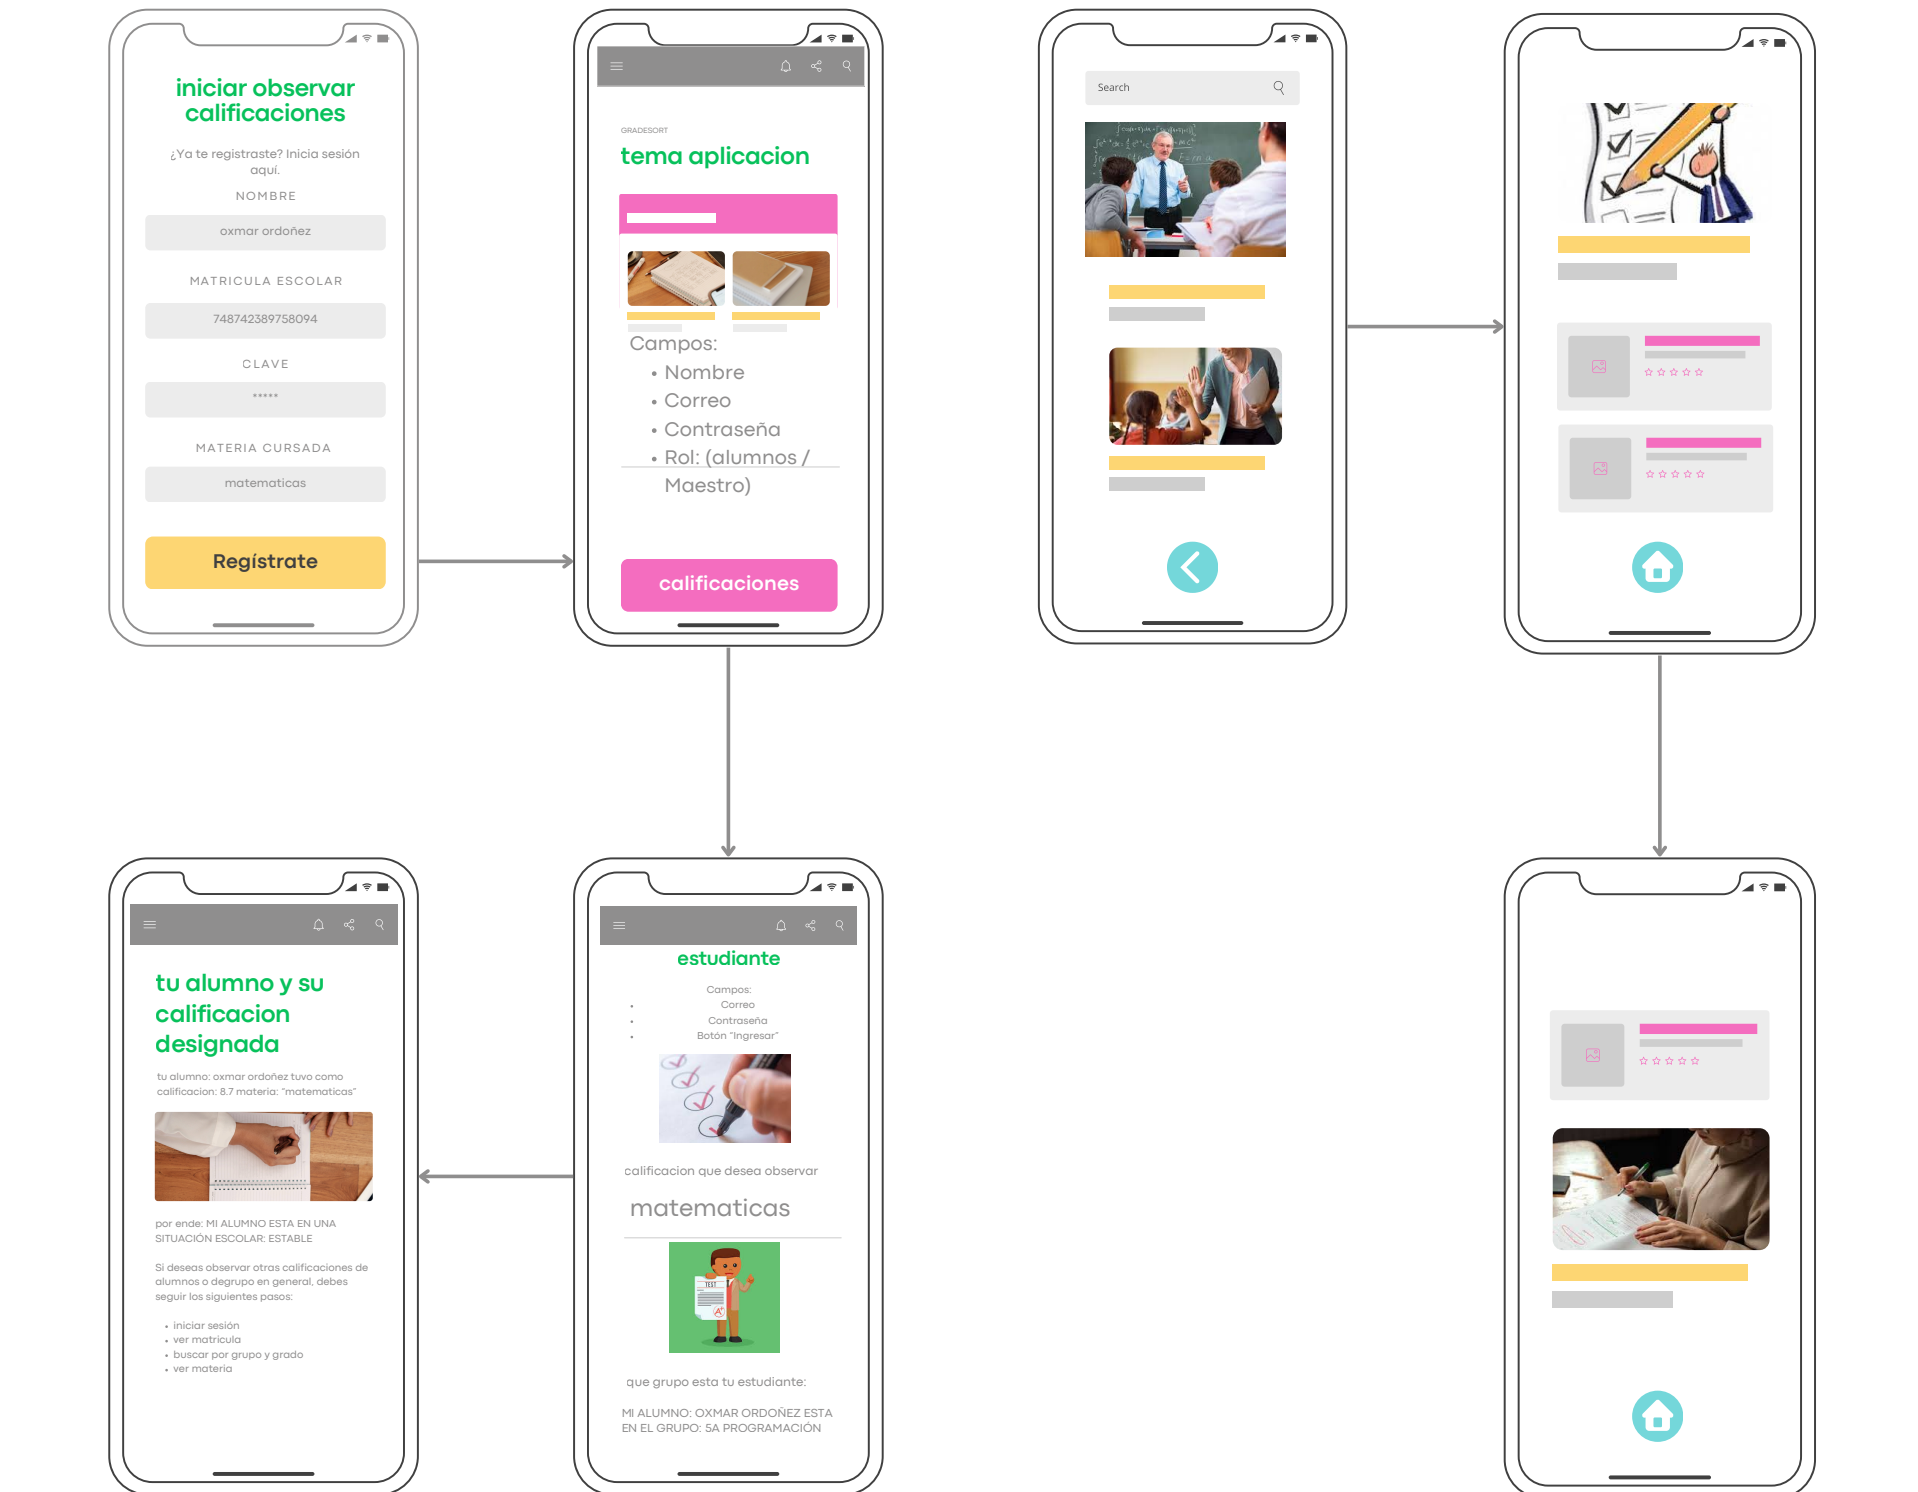 iniciar observar
calificaciones
¿Ya te registraste? Inicia sesión
aquí.
NOMBRE
oxmar ordoñez
MATRICULA ESCOLAR
748742389758094
CLAVE
*****
MATERIA CURSADA
matematicas
Regístrate
GRADESORT
tema aplicacion
Campos:
• Nombre
• Correo
• Contraseña
• Rol: (alumnos /
Maestro)
calificaciones
Search
tu alumno y su
calificacion
designada
tu alumno: oxmar ordoñez tuvo como
calificacion: 8.7 materia: "matematicas"
por ende: MI ALUMNO ESTA EN UNA
SITUACIÓN ESCOLAR: ESTABLE
Si deseas observar otras calificaciones de
alumnos o degrupo en general, debes
seguir los siguientes pasos:
• iniciar sesión
• ver matricula
• buscar por grupo y grado
• ver materia
estudiante
Campos:
• Correo
• Contraseña
• Botón "Ingresar"
calificacion que desea observar
matematicas
TEST
A+
que grupo esta tu estudiante:
MI ALUMNO: OXMAR ORDOÑEZ ESTA
EN EL GRUPO: 5A PROGRAMACIÓN